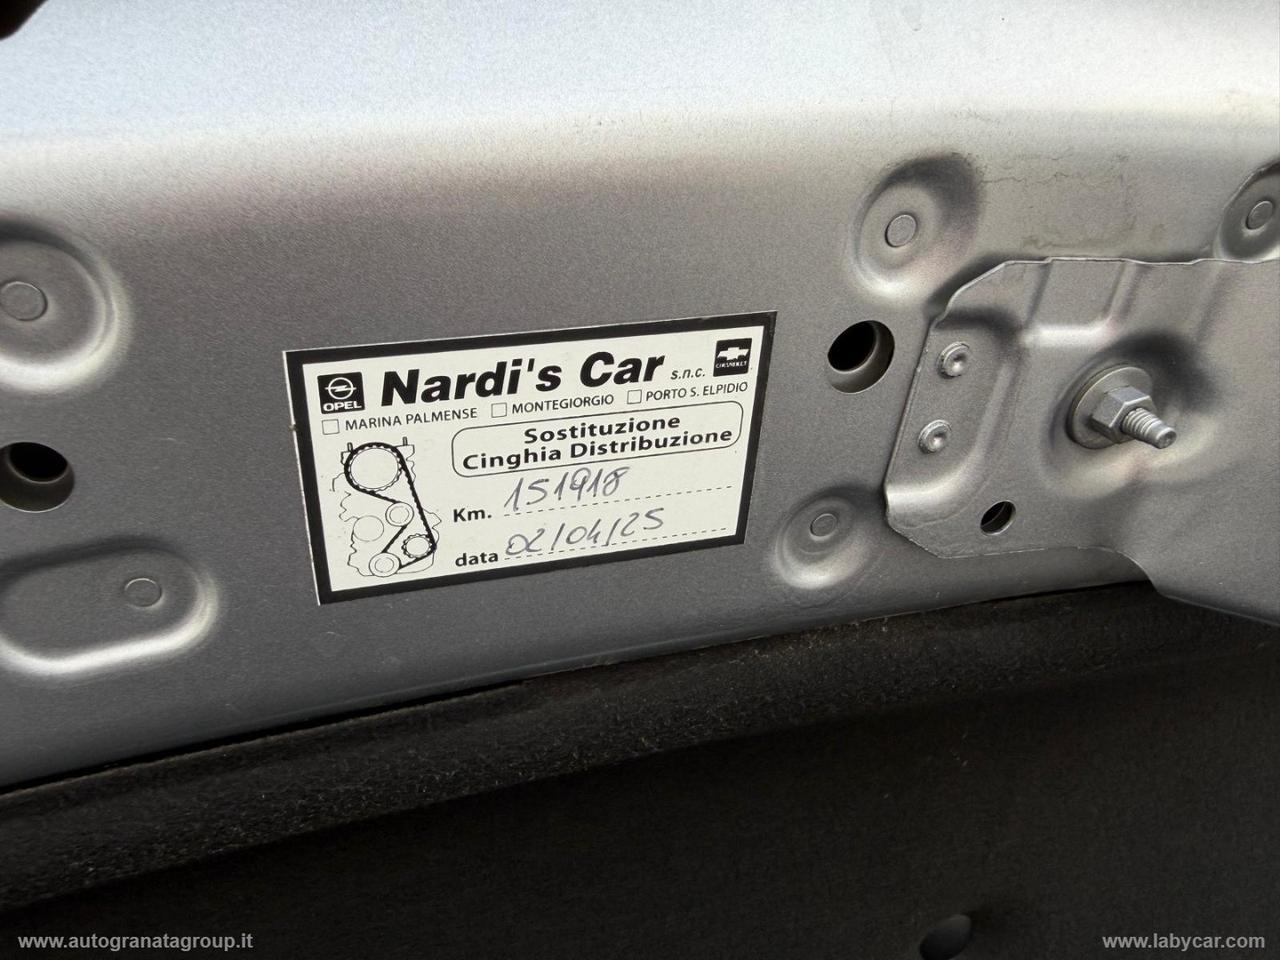 OPEL Nardi's Car s.n.c. CHEVROLET
MARINA PALMENSE MONTEGIORGIO PORTO S. ELPIDIO
Sostituzione
Cinghia Distribuzione
Km. 151918
data 02/04/25
www.autogranatagroup.it www.labycar.com